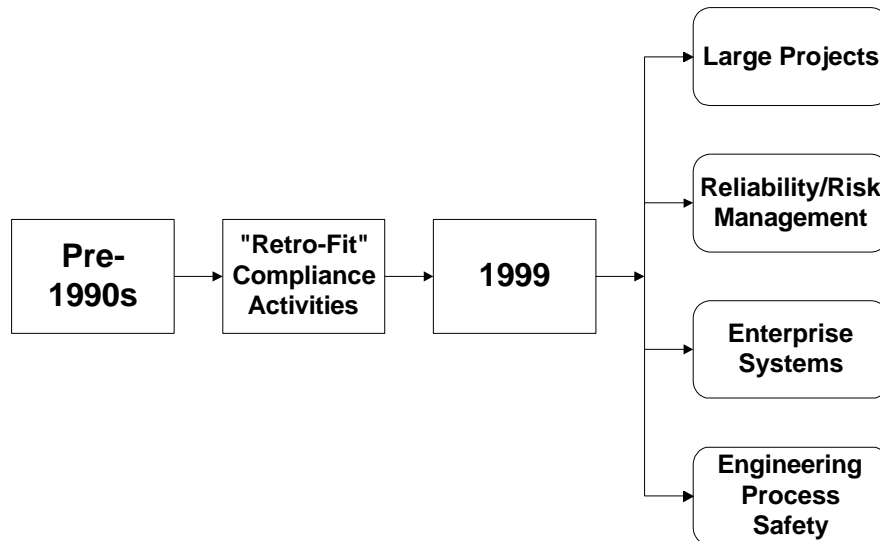 Large Projects
Reliability/Risk
Management
Pre-
1990s
"Retro-Fit"
Compliance
Activities
1999
Enterprise
Systems
Engineering
Process
Safety